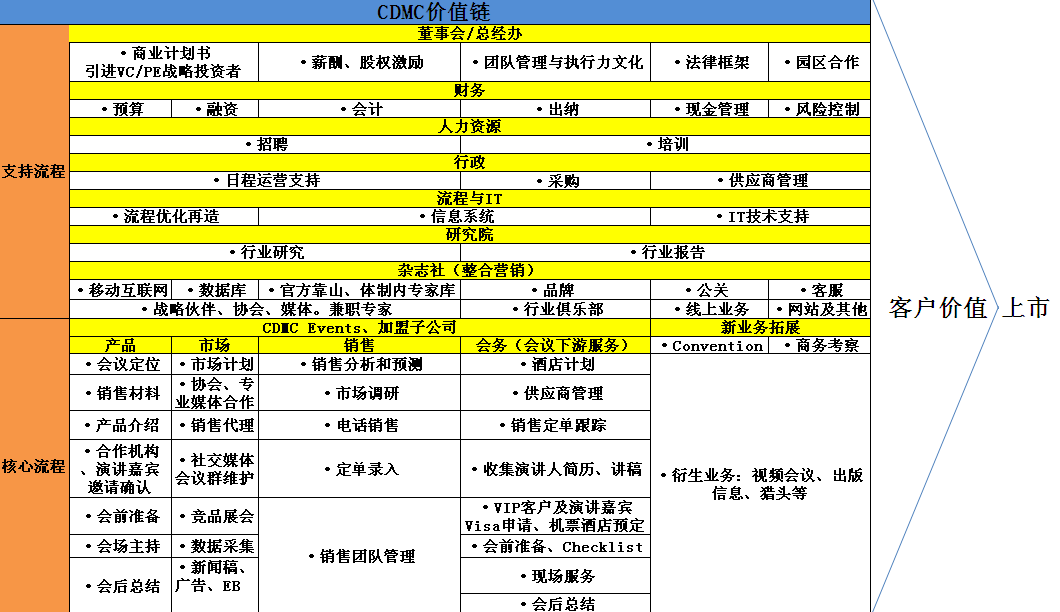 CDMC价值链
董事会/总经办
·商业计划书
引进VC/PE战略投资者
·薪酬、股权激励
·团队管理与执行力文化
·法律框架
·园区合作
财务
·预算
·融资
·会计
·出纳
·现金管理
·风险控制
人力资源
·招聘
·培训
支持流程
行政
·日程运营支持
·采购
·供应商管理
流程与IT
·流程优化再造
·信息系统
·IT技术支持
研究院
·行业研究
·行业报告
杂志社（整合营销）
·移动互联网
·数据库
·官方靠山、体制内专家库
·品牌
·公关
·客服
·战略伙伴、协会、媒体。兼职专家
·行业俱乐部
·线上业务
·网站及其他
客户价值
上市
CDMC Events、加盟子公司
新业务拓展
产品
市场
销售
会务（会议下游服务）
·Convention
·商务考察
·会议定位
·市场计划
·销售分析和预测
·酒店计划
·销售材料
·协会、专
业媒体合作
·市场调研
·供应商管理
·产品介绍
·销售代理
·电话销售
·销售定单跟踪
核心流程
·合作机构
、演讲嘉宾
邀请确认
·社交媒体
会议群维护
·定单录入
·收集演讲人简历、讲稿
·衍生业务：视频会议、出版
信息、猎头等
·会前准备
·竞品展会
·销售团队管理
·VIP客户及演讲嘉宾
Visa申请、机票酒店预定
·会场主持
·数据采集
·会前准备、Checklist
·会后总结
·新闻稿、
广告、EB
·现场服务
·会后总结